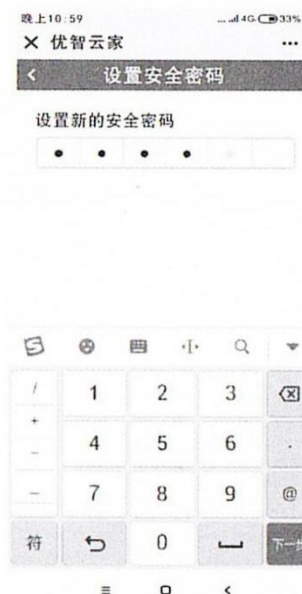 晚上10:59 4G 33%
× 优智云家 ...
< 设置安全密码
设置新的安全密码
/ 1 2 3
+ 4 5 6 .
- 7 8 9 @
符 0 下一步